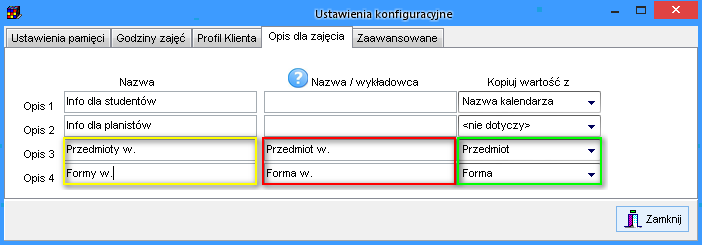 Ustawienia konfiguracyjne
Ustawienia pamięci Godziny zajęć Profil Klienta Opis dla zajęcia Zaawansowane
Nazwa ? Nazwa / wykładowca Kopiuj wartość z
Opis 1 Info dla studentów Nazwa kalendarza
Opis 2 Info dla planistów <nie dotyczy>
Opis 3 Przedmioty w. Przedmiot w. Przedmiot
Opis 4 Formy w. Forma w. Forma
Zamknij